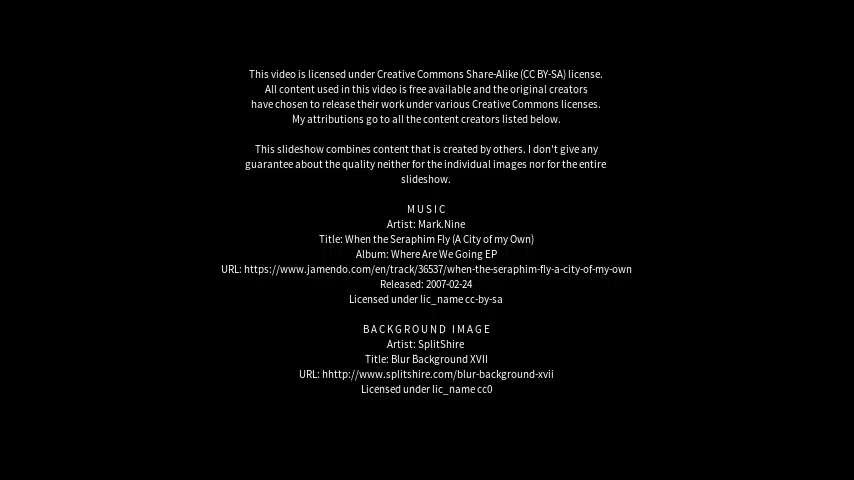 This video is licensed under Creative Commons Share-Alike (CC BY-SA) license.
All content used in this video is free available and the original creators
have chosen to release their work under various Creative Commons licenses.
My attributions go to all the content creators listed below.
This slideshow combines content that is created by others. I don't give any
guarantee about the quality neither for the individual images nor for the entire
slideshow.
MUSIC
Artist: Mark.Nine
Title: When the Seraphim Fly (A City of my Own)
Album: Where Are We Going EP
URL: https://www.jamendo.com/en/track/36537/when-the-seraphim-fly-a-city-of-my-own
Released: 2007-02-24
Licensed under lic_name cc-by-sa
BACKGROUND IMAGE
Artist: SplitShire
Title: Blur Background XVII
URL: hhttp://www.splitshire.com/blur-background-xvii
Licensed under lic_name cc0